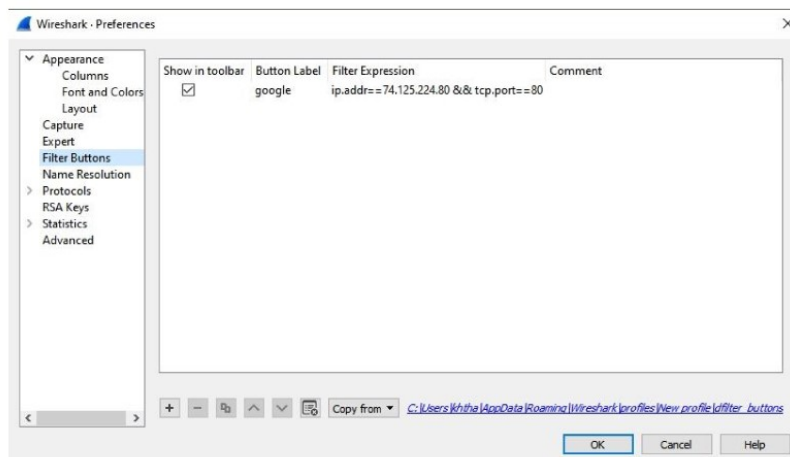 Wireshark · Preferences
Appearance
Columns
Font and Colors
Layout
Capture
Expert
Filter Buttons
Name Resolution
Protocols
RSA Keys
Statistics
Advanced
Show in toolbar Button Label Filter Expression Comment
google ip.addr==74.125.224.80 && tcp.port==80
Copy from C:\Users\khtha\AppData\Roaming\Wireshark\profiles\New profile\dfilter_buttons
OK Cancel Help